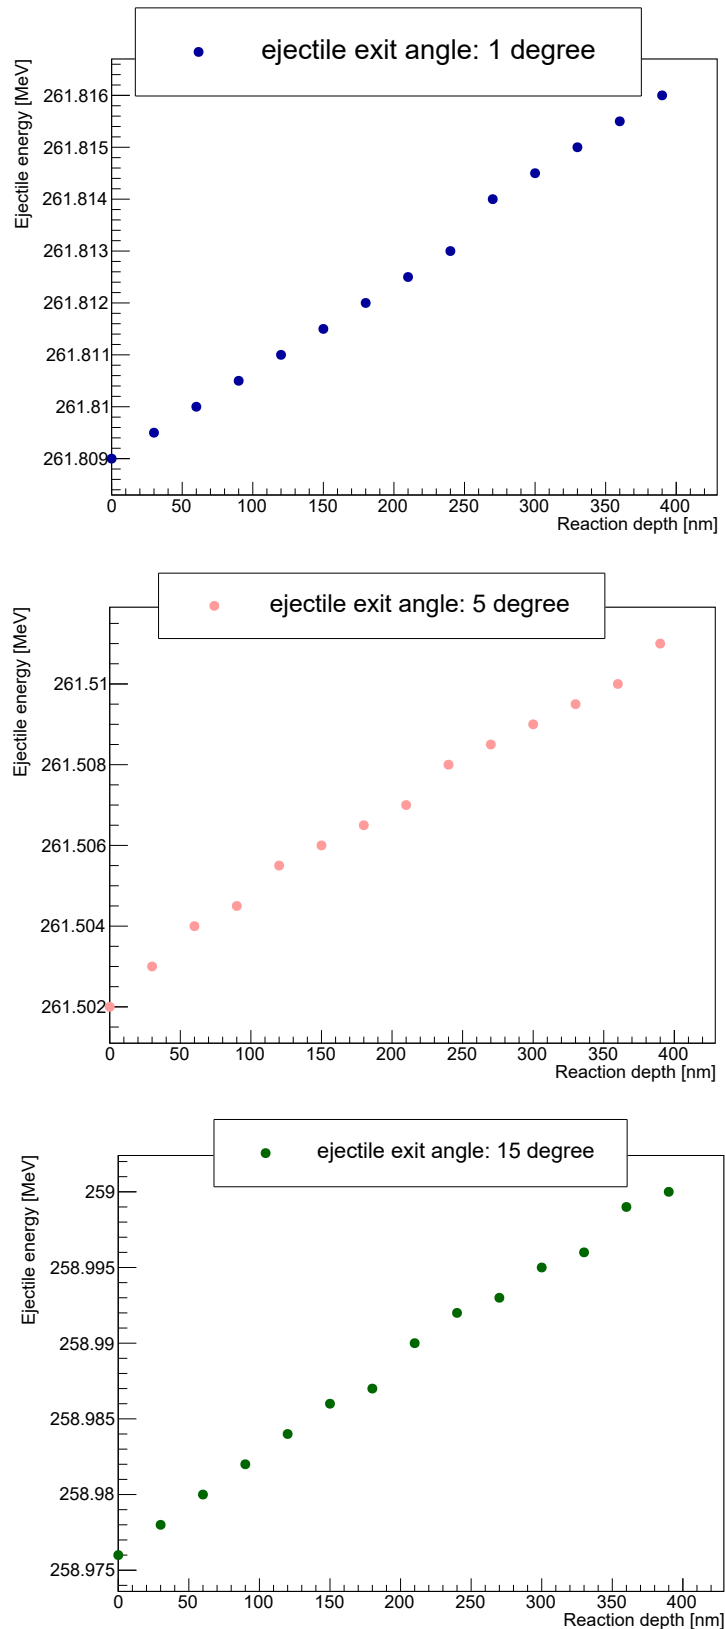 ejectile exit angle: 1 degree
Ejectile energy [MeV]
261.816
261.815
261.814
261.813
261.812
261.811
261.81
261.809
0 50 100 150 200 250 300 350 400
Reaction depth [nm]
ejectile exit angle: 5 degree
Ejectile energy [MeV]
261.51
261.508
261.506
261.504
261.502
0 50 100 150 200 250 300 350 400
Reaction depth [nm]
ejectile exit angle: 15 degree
Ejectile energy [MeV]
259
258.995
258.99
258.985
258.98
258.975
0 50 100 150 200 250 300 350 400
Reaction depth [nm]